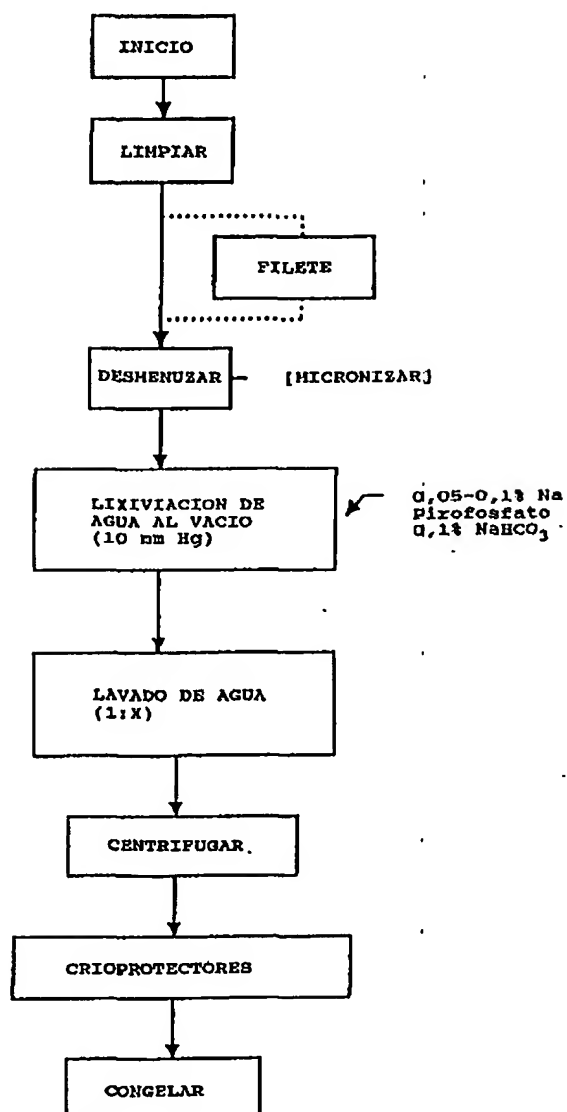 INICIO
LIMPIAR
FILETE
DESMENUZAR
[MICRONIZAR]
LIXIVIACION DE
AGUA AL VACIO
(10 mm Hg)
0,05-0,1% Na
Pirofosfato
0,1% NaHCO3
LAVADO DE AGUA
(1:X)
CENTRIFUGAR.
CRIOPROTECTORES
CONGELAR